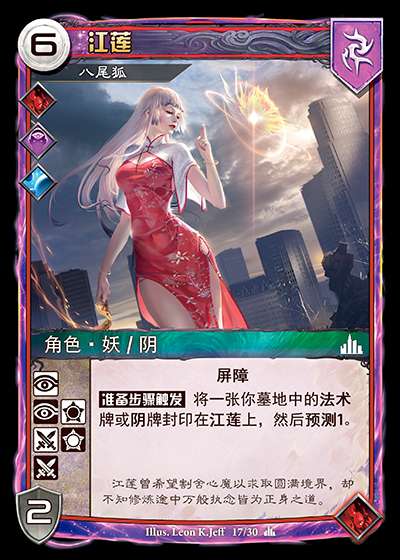 6
江莲
八尾狐
角色·妖/阴
屏障
准备步骤触发 将一张你墓地中的法术
牌或阴牌封印在江莲上，然后预测1。
江莲曾希望割舍心魔以求取圆满境界，却
不知修炼途中万般执念皆为正身之道。
2
Illus. Leon K.Jeff 17/30